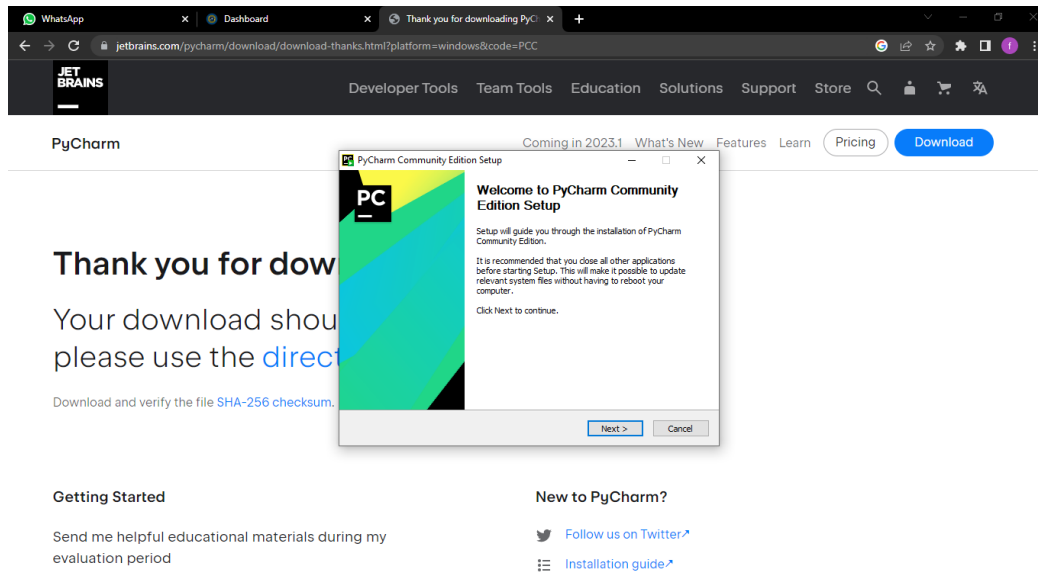 WhatsApp
Dashboard
Thank you for downloading PyCh
jetbrains.com/pycharm/download/download-thanks.html?platform=windows&code=PCC
f
JET
BRAINS
Developer Tools Team Tools Education Solutions Support Store
PyCharm
Coming in 2023.1 What's New Features Learn Pricing Download
PyCharm Community Edition Setup
PC
Welcome to PyCharm Community
Edition Setup
Setup will guide you through the installation of PyCharm
Community Edition.
It is recommended that you close all other applications
before starting Setup. This will make it possible to update
relevant system files without having to reboot your
computer.
Click Next to continue.
Next >
Cancel
Thank you for dow
Your download shou
please use the direct
Download and verify the file SHA-256 checksum.
Getting Started
Send me helpful educational materials during my
evaluation period
New to PyCharm?
Follow us on Twitter↗
Installation guide↗